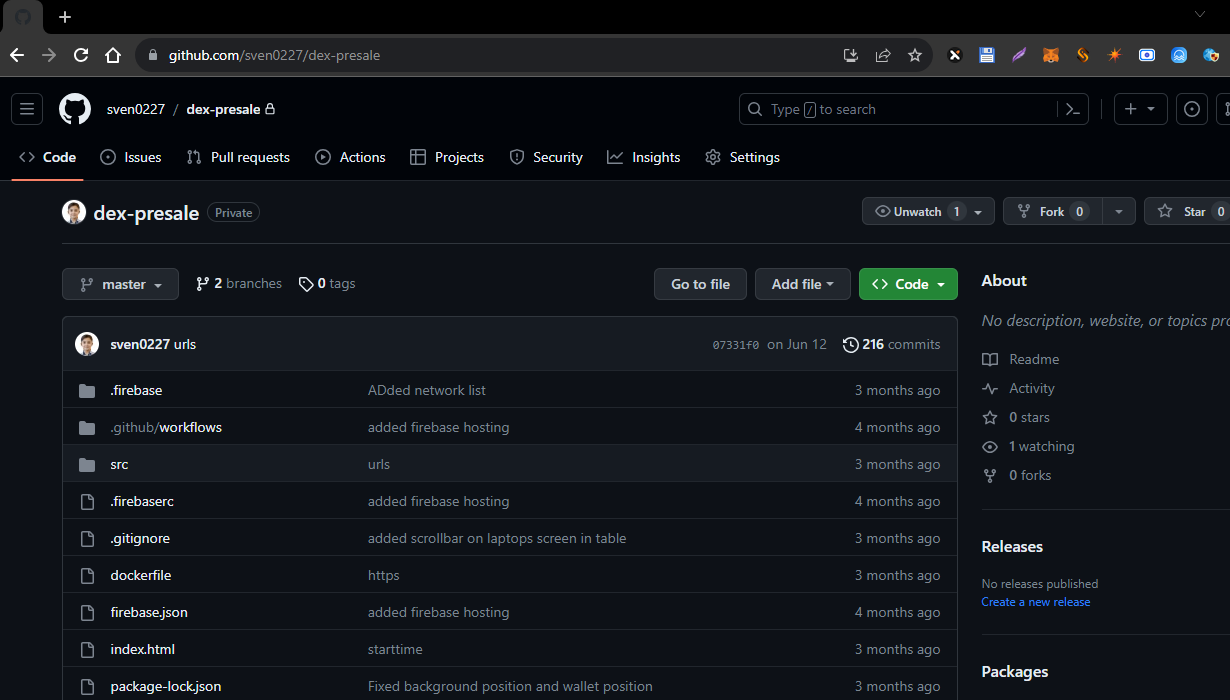 github.com/sven0227/dex-presale
sven0227 / dex-presale
Type / to search
Code Issues Pull requests Actions Projects Security Insights Settings
dex-presale Private
Unwatch 1 Fork 0 Star 0
master 2 branches 0 tags
Go to file Add file Code
sven0227 urls 07331f0 on Jun 12 216 commits
.firebase ADded network list 3 months ago
.github/workflows added firebase hosting 4 months ago
src urls 3 months ago
.firebaserc added firebase hosting 4 months ago
.gitignore added scrollbar on laptops screen in table 3 months ago
dockerfile https 3 months ago
firebase.json added firebase hosting 4 months ago
index.html starttime 3 months ago
package-lock.json Fixed background position and wallet position 3 months ago
About
No description, website, or topics pro
Readme
Activity
0 stars
1 watching
0 forks
Releases
No releases published
Create a new release
Packages